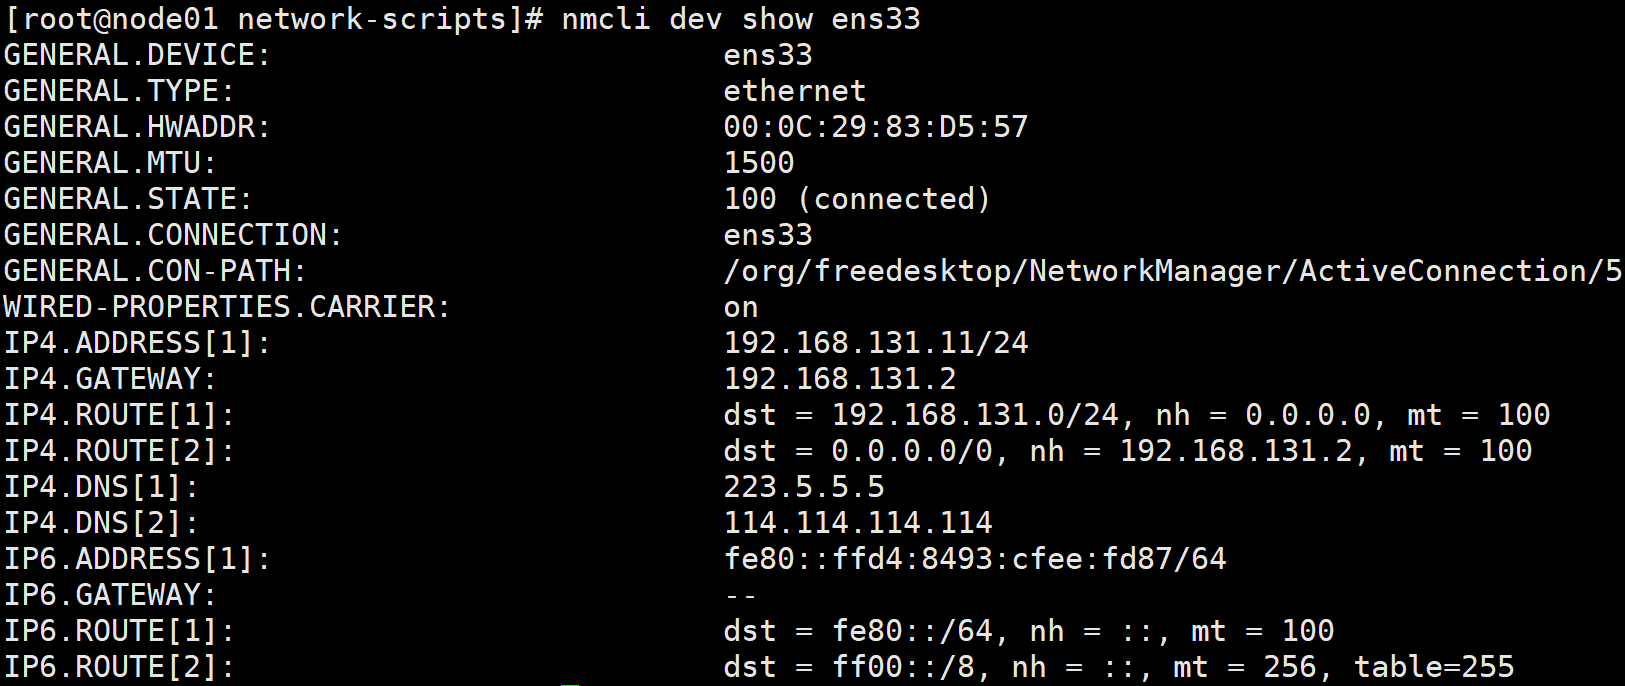 [root@node01 network-scripts]# nmcli dev show ens33
GENERAL.DEVICE: ens33
GENERAL.TYPE: ethernet
GENERAL.HWADDR: 00:0C:29:83:D5:57
GENERAL.MTU: 1500
GENERAL.STATE: 100 (connected)
GENERAL.CONNECTION: ens33
GENERAL.CON-PATH: /org/freedesktop/NetworkManager/ActiveConnection/5
WIRED-PROPERTIES.CARRIER: on
IP4.ADDRESS[1]: 192.168.131.11/24
IP4.GATEWAY: 192.168.131.2
IP4.ROUTE[1]: dst = 192.168.131.0/24, nh = 0.0.0.0, mt = 100
IP4.ROUTE[2]: dst = 0.0.0.0/0, nh = 192.168.131.2, mt = 100
IP4.DNS[1]: 223.5.5.5
IP4.DNS[2]: 114.114.114.114
IP6.ADDRESS[1]: fe80::ffd4:8493:cfee:fd87/64
IP6.GATEWAY: --
IP6.ROUTE[1]: dst = fe80::/64, nh = ::, mt = 100
IP6.ROUTE[2]: dst = ff00::/8, nh = ::, mt = 256, table=255